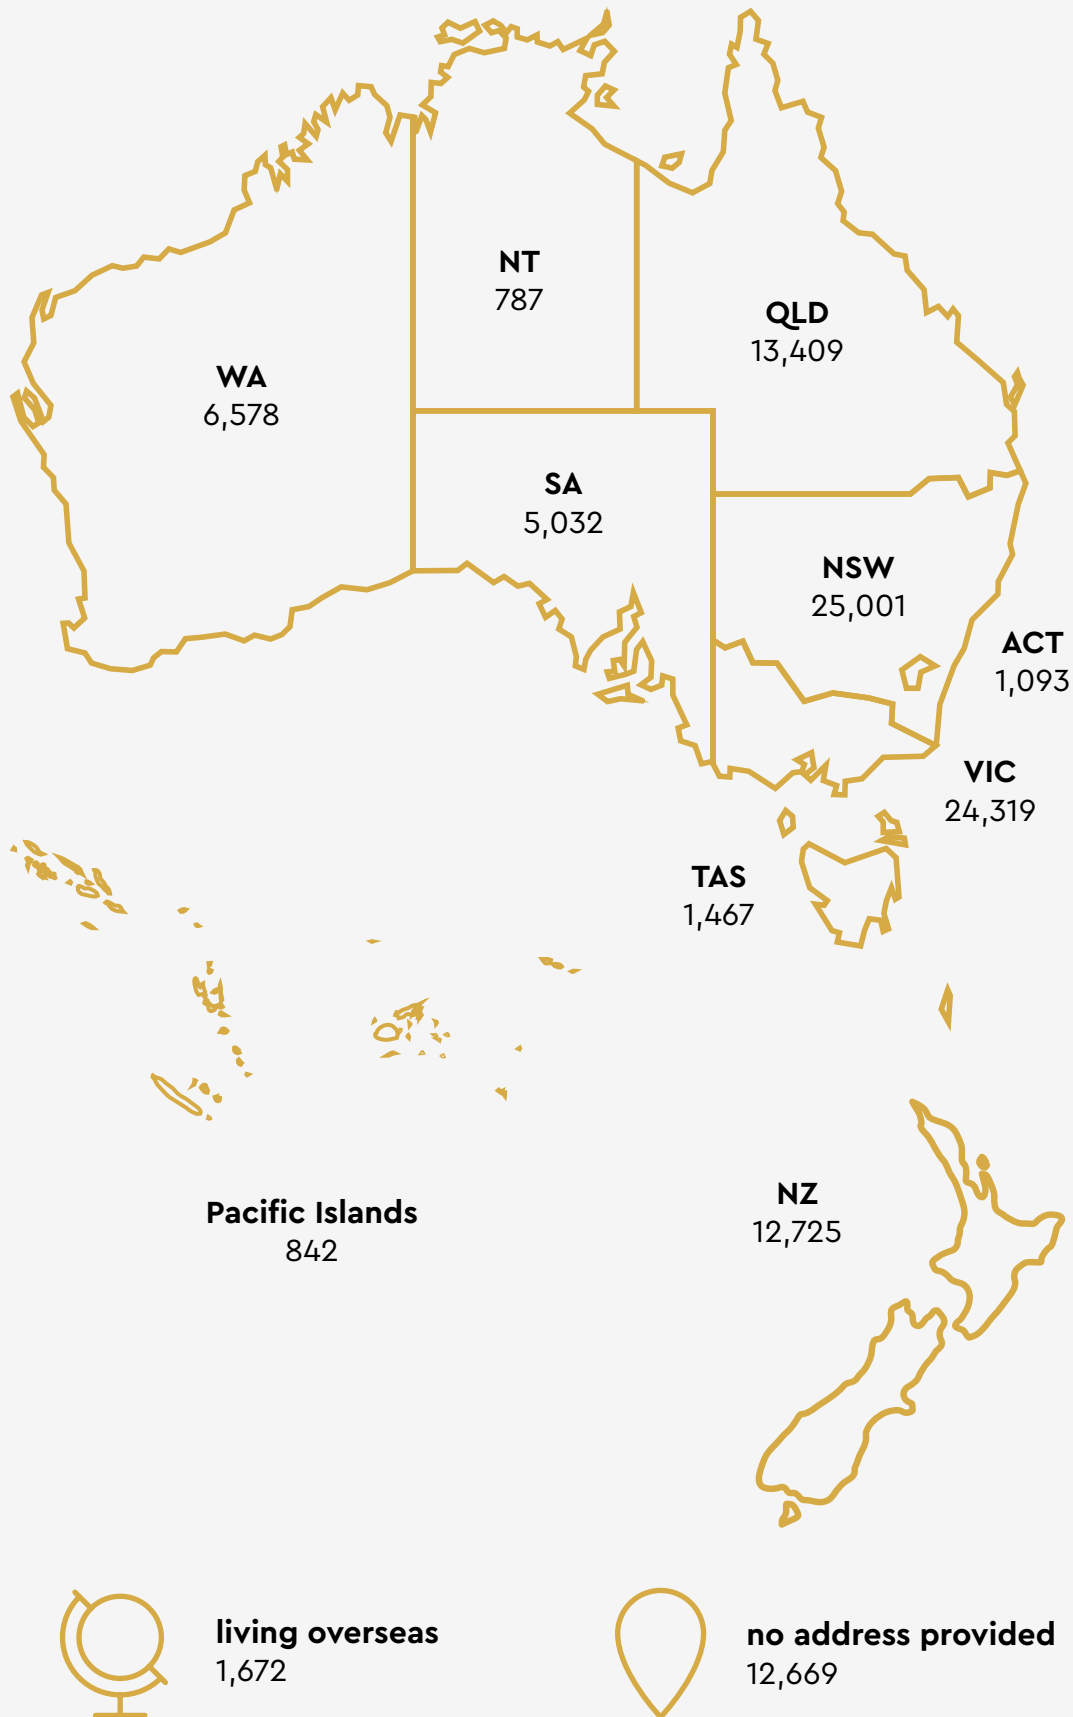 NT
787
QLD
13,409
WA
6,578
SA
5,032
NSW
25,001
ACT
1,093
VIC
24,319
TAS
1,467
NZ
12,725
Pacific Islands
842
living overseas
1,672
no address provided
12,669